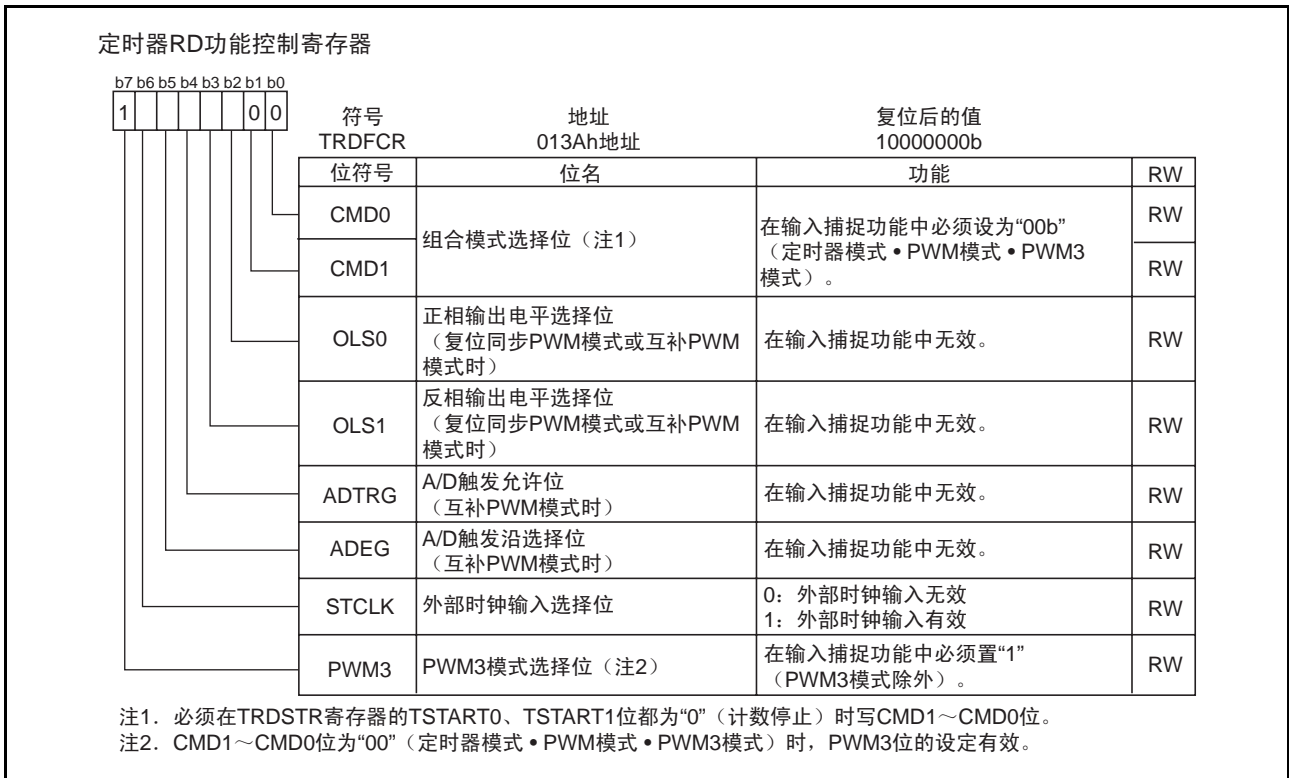 定时器RD功能控制寄存器
b7 b6 b5 b4 b3 b2 b1 b0
1 0 0
符号 地址 复位后的值
TRDFCR 013Ah地址 10000000b
位符号 位名 功能 RW
CMD0 RW
组合模式选择位（注1）
在输入捕捉功能中必须设为“00b”
（定时器模式•PWM模式•PWM3
模式）。
CMD1 RW
OLS0
正相输出电平选择位
（复位同步PWM模式或互补PWM
模式时）
在输入捕捉功能中无效。 RW
OLS1
反相输出电平选择位
（复位同步PWM模式或互补PWM
模式时）
在输入捕捉功能中无效。 RW
ADTRG
A/D触发允许位
（互补PWM模式时）
在输入捕捉功能中无效。 RW
ADEG
A/D触发沿选择位
（互补PWM模式时）
在输入捕捉功能中无效。 RW
STCLK 外部时钟输入选择位
0：外部时钟输入无效
1：外部时钟输入有效
RW
PWM3 PWM3模式选择位（注2）
在输入捕捉功能中必须置“1”
（PWM3模式除外）。
RW
注1．必须在TRDSTR寄存器的TSTART0、TSTART1位都为“0”（计数停止）时写CMD1～CMD0位。
注2．CMD1～CMD0位为“00”（定时器模式•PWM模式•PWM3模式）时，PWM3位的设定有效。